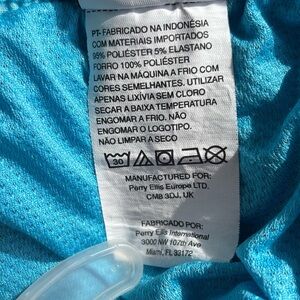 PT-FABRICADO NA INDONÉSIA
COM MATERIAIS IMPORTADOS
95% POLIÉSTER 5% ELASTANO
FORRO 100% POLIÉSTER
LAVAR NA MÁQUINA A FRIO COM
CORES SEMELHANTES. UTILIZAR
APENAS LIXÍVIA SEM CLORO
SECAR A BAIXA TEMPERATURA
ENGOMAR A FRIO. NÃO
ENGOMAR O LOGOTIPO.
NÃO LIMPAR A SECO
30
MANUFACTURED FOR:
Perry Ellis Europe LTD.
CM8 3DJ, UK
FABRICADO POR:
Perry Ellis International
3000 NW 107th Ave
Miami, FL 33172